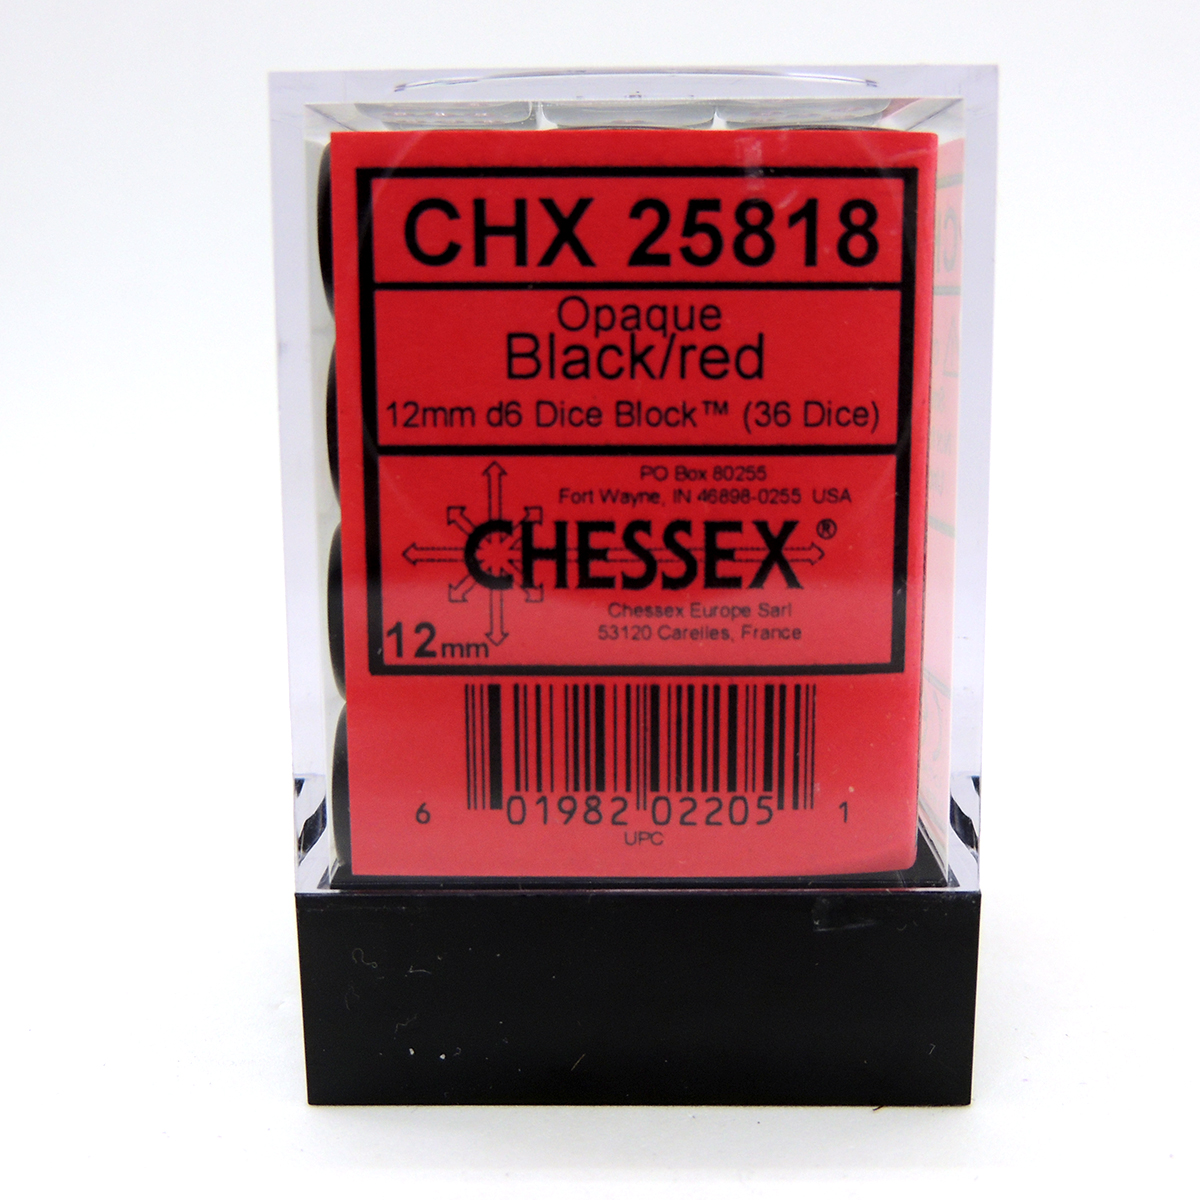 CHX 25818
Opaque
Black/red
12mm d6 Dice Block™ (36 Dice)
PO Box 80255
Fort Wayne, IN 46898-0255 USA
CHESSEX®
Chessex Europe Sarl
53120 Carelles, France
12mm
6 01982 02205 1
UPC